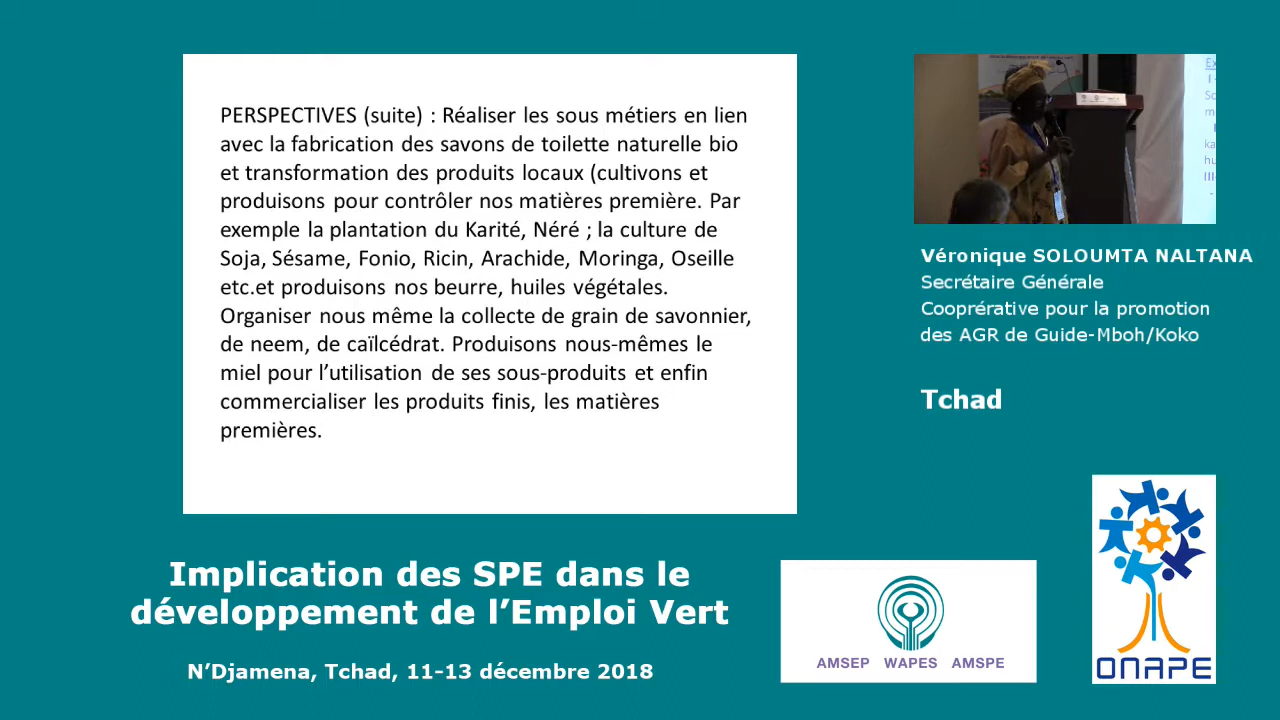 PERSPECTIVES (suite) : Réaliser les sous métiers en lien
avec la fabrication des savons de toilette naturelle bio
et transformation des produits locaux (cultivons et
produisons pour contrôler nos matières première. Par
exemple la plantation du Karité, Néré ; la culture de
Soja, Sésame, Fonio, Ricin, Arachide, Moringa, Oseille
etc.et produisons nos beurre, huiles végétales.
Organiser nous même la collecte de grain de savonnier,
de neem, de caïlcédrat. Produisons nous-mêmes le
miel pour l’utilisation de ses sous-produits et enfin
commercialiser les produits finis, les matières
premières.
Véronique SOLOUMTA NALTANA
Secrétaire Générale
Cooprérative pour la promotion
des AGR de Guide-Mboh/Koko
Tchad
Implication des SPE dans le
développement de l’Emploi Vert
N’Djamena, Tchad, 11-13 décembre 2018
AMSEP WAPES AMSPE
ONAPE